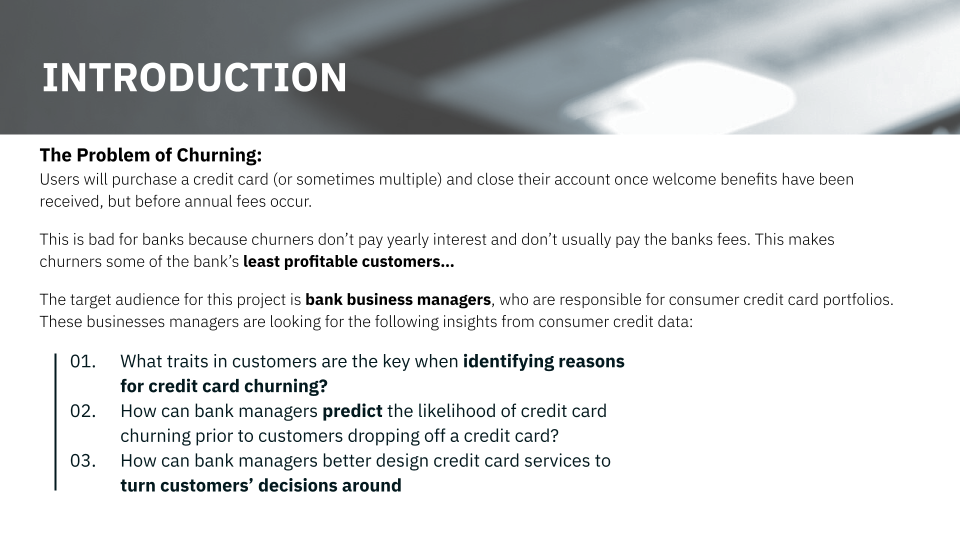 INTRODUCTION
The Problem of Churning:
Users will purchase a credit card (or sometimes multiple) and close their account once welcome benefits have been
received, but before annual fees occur.
This is bad for banks because churners don’t pay yearly interest and don’t usually pay the banks fees. This makes
churners some of the bank’s least profitable customers...
The target audience for this project is bank business managers, who are responsible for consumer credit card portfolios.
These businesses managers are looking for the following insights from consumer credit data:
01. What traits in customers are the key when identifying reasons
for credit card churning?
02. How can bank managers predict the likelihood of credit card
churning prior to customers dropping off a credit card?
03. How can bank managers better design credit card services to
turn customers’ decisions around